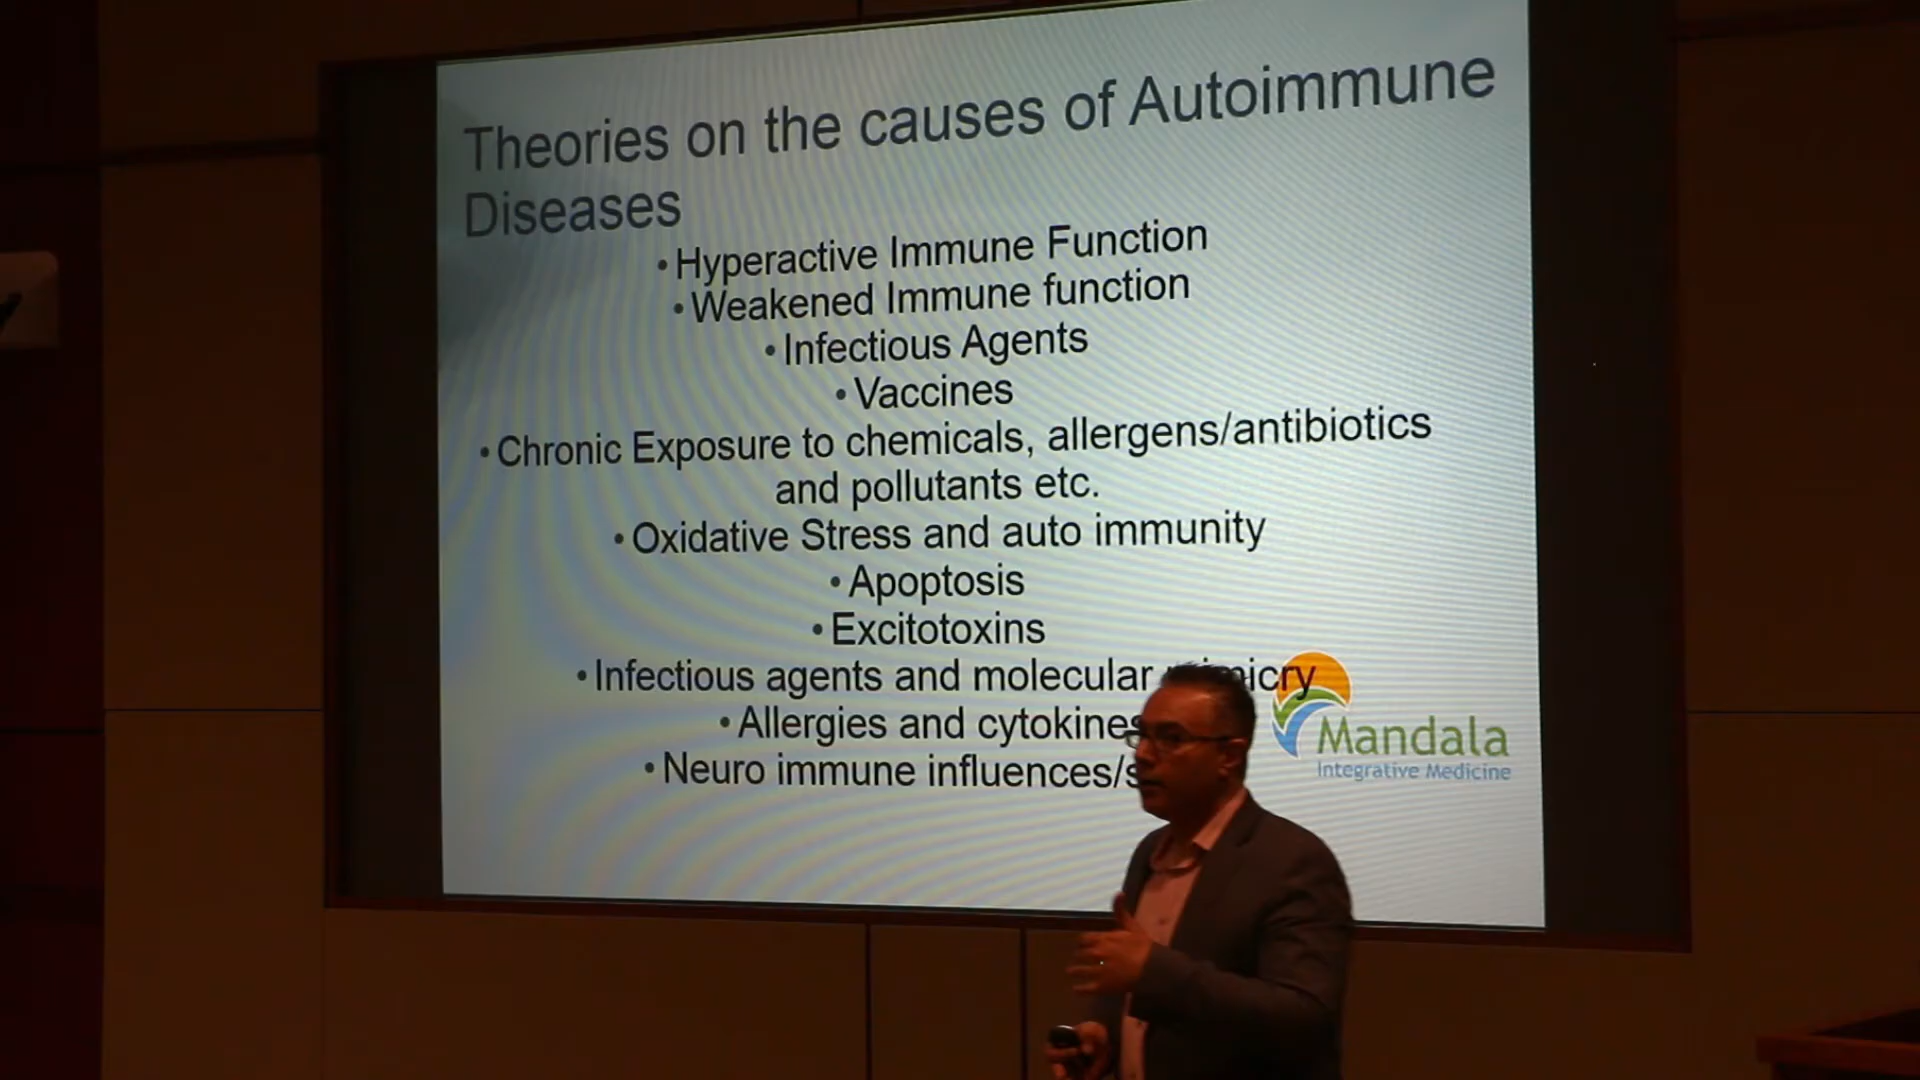 Theories on the causes of Autoimmune
Diseases
• Hyperactive Immune Function
• Weakened Immune function
• Infectious Agents
• Vaccines
• Chronic Exposure to chemicals, allergens/antibiotics
and pollutants etc.
• Oxidative Stress and auto immunity
• Apoptosis
• Excitotoxins
• Infectious agents and molecular
• Allergies and cytokines
• Neuro immune influences/
Mandala
Integrative Medicine